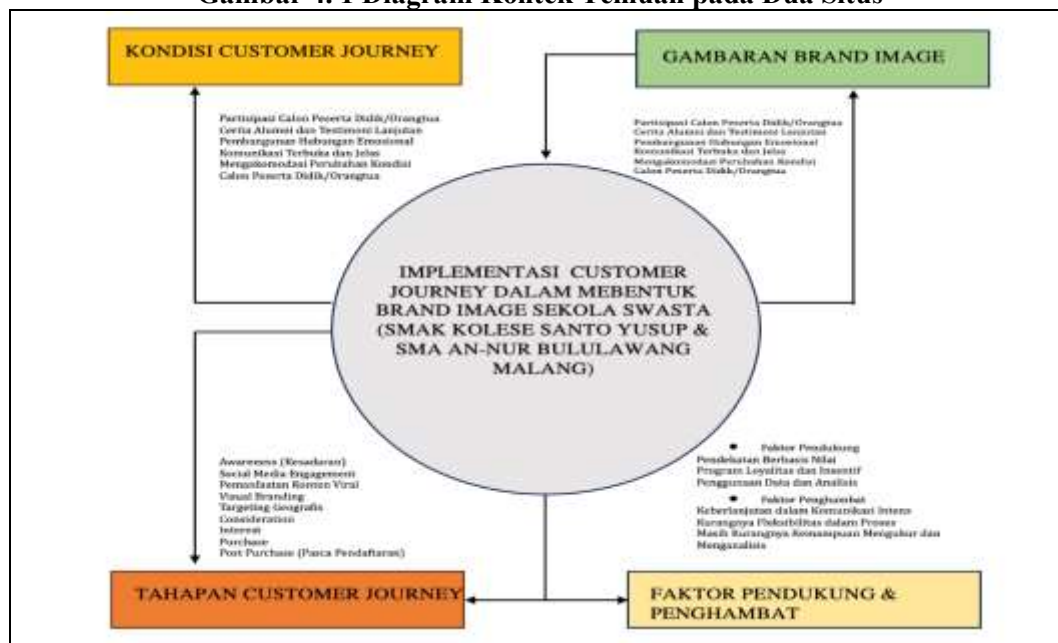 Gambar 4. 1 Diagram Kontek Temuan pada Dua Situs
KONDISI CUSTOMER JOURNEY
GAMBARAN BRAND IMAGE
Partisipasi Calon Peserta Didik/Orangtua
Cerita Alumni dan Testimoni Lanjutan
Pembangunan Hubungan Emosional
Komunikasi Terbuka dan Jelas
Mengakomodasi Perubahan Kondisi
Calon Peserta Didik/Orangtua
Partisipasi Calon Peserta Didik/Orangtua
Cerita Alumni dan Testimoni Lanjutan
Pembangunan Hubungan Emosional
Komunikasi Terbuka dan Jelas
Mengakomodasi Perubahan Kondisi
Calon Peserta Didik/Orangtua
IMPLEMENTASI CUSTOMER
JOURNEY DALAM MEBENTUK
BRAND IMAGE SEKOLA SWASTA
(SMAK KOLESE SANTO YUSUP &
SMA AN-NUR BULULAWANG
MALANG)
Awareness (Kesadaran)
Social Media Engagement
Pemanfaatan Konten Viral
Visual Branding
Targeting Geografis
Consideration
Interest
Purchase
Post Purchase (Pasca Pendaftaran)
• Faktor Pendukung
Pendekatan Berbasis Nilai
Program Loyalitas dan Insentif
Penggunaan Data dan Analisis
• Faktor Penghambat
Keberlanjutan dalam Komunikasi Intens
Kurangnya Fleksibilitas dalam Proses
Masih Kurangnya Kemampuan Mengukur dan
Menganalisis
TAHAPAN CUSTOMER JOURNEY
FAKTOR PENDUKUNG &
PENGHAMBAT